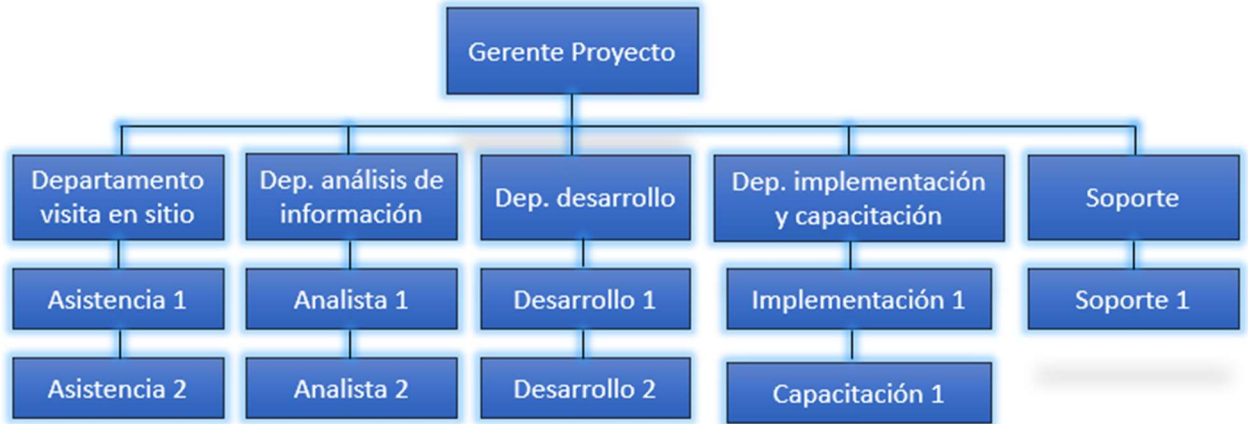 Gerente Proyecto
Departamento
visita en sitio
Dep. análisis de
información
Dep. desarrollo
Dep. implementación
y capacitación
Soporte
Asistencia 1
Analista 1
Desarrollo 1
Implementación 1
Soporte 1
Asistencia 2
Analista 2
Desarrollo 2
Capacitación 1